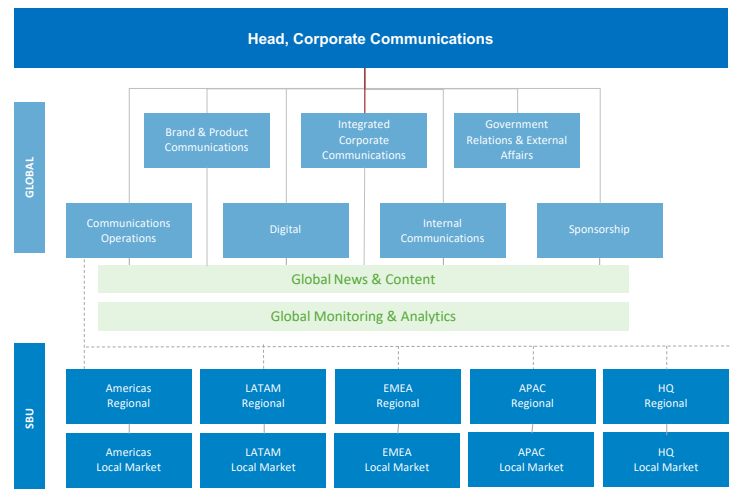 Head, Corporate Communications
GLOBAL
Brand & Product
Communications
Integrated
Corporate
Communications
Government
Relations & External
Affairs
Communications
Operations
Digital
Internal
Communications
Sponsorship
Global News & Content
Global Monitoring & Analytics
SBU
Americas
Regional
LATAM
Regional
EMEA
Regional
APAC
Regional
HQ
Regional
Americas
Local Market
LATAM
Local Market
EMEA
Local Market
APAC
Local Market
HQ
Local Market